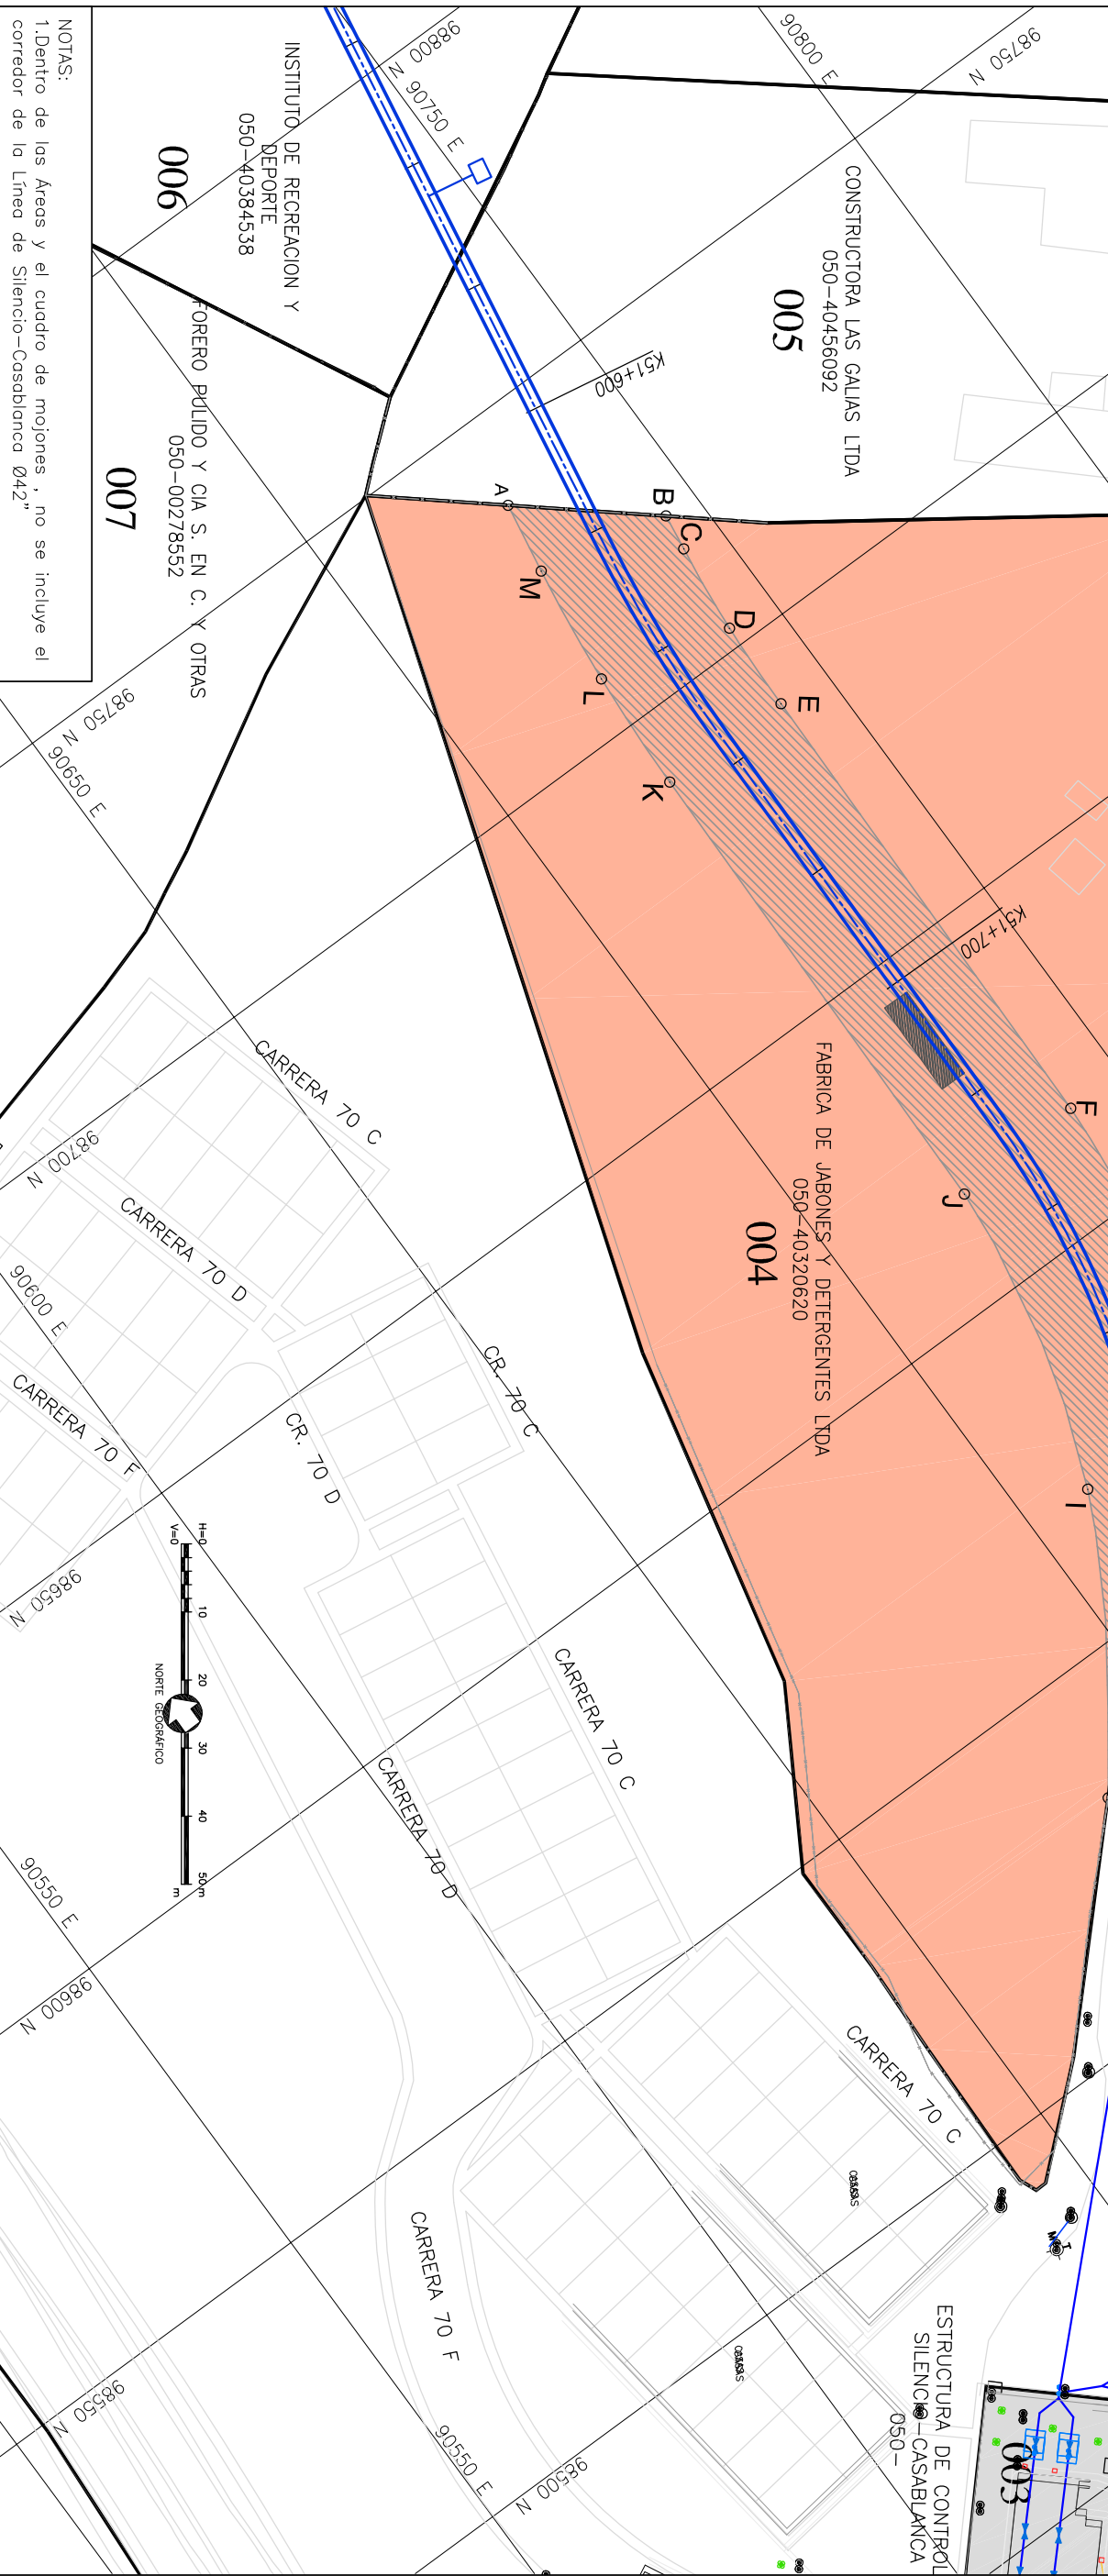 98800 N
90750 E
90800 E
98750 N
INSTITUTO DE RECREACION Y
DEPORTE
050-40384538
006
CONSTRUCTORA LAS GALIAS LTDA
050-40456092
005
FORERO PULIDO Y CIA S. EN C. Y OTRAS
050-00278552
007
NOTAS:
1.Dentro de las Áreas y el cuadro de mojones , no se incluye el
corredor de la Línea de Silencio-Casablanca Ø42"
K51+600
A
B
C
D
E
M
L
K
K51+700
F
J
I
FABRICA DE JABONES Y DETERGENTES LTDA
050-40320620
004
98750 N
90650 E
CARRERA 70 C
98700 N
CARRERA 70 D
90600 E
CARRERA 70 F
CR. 70 C
CR. 70 D
98650 N
H=0 10 20 30 40 50m
V=0 m
NORTE GEOGRÁFICO
CARRERA 70 C
CARRERA 70 D
90550 E
98600 N
CARRERA 70 C
CARRERA 70 F
T
98550 N
90550 E
98500 N
ESTRUCTURA DE CONTROL
SILENCIO-CASABLANCA
050-
003